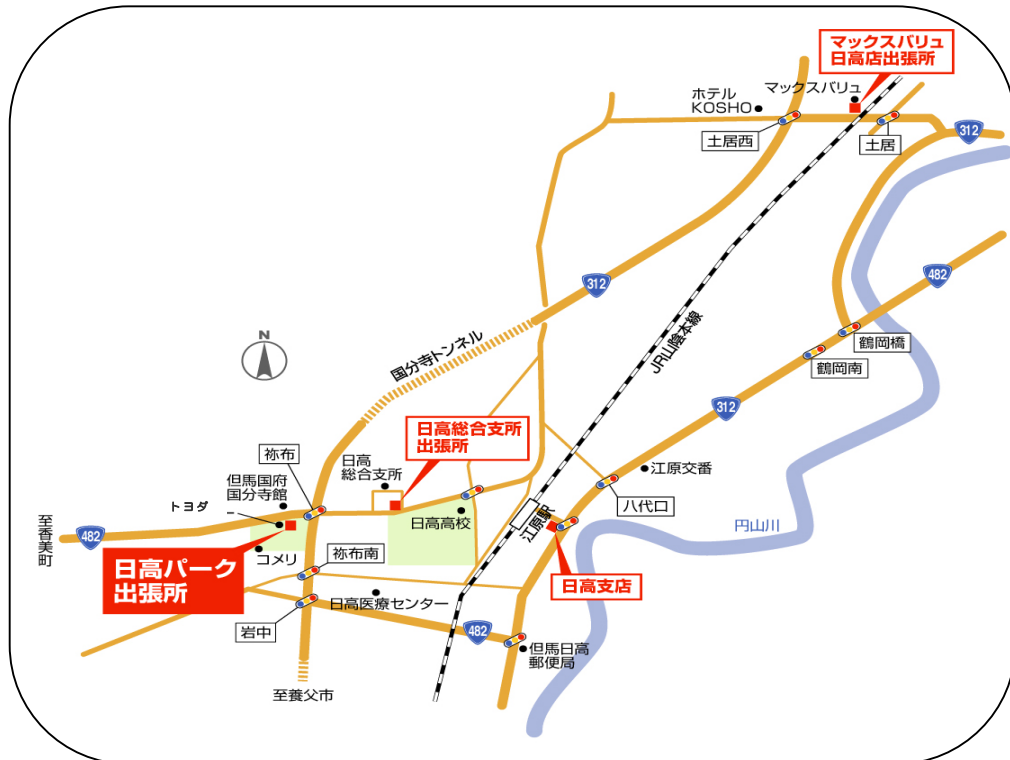 マックスバリュ
日高店出張所
マックスバリュ
ホテル
KOSHO
土居西
土居
312
482
312
鶴岡橋
鶴岡南
N
国分寺トンネル
JR山陰本線
312
日高総合支所
出張所
江原交番
八代口
祢布
日高
総合支所
但馬国府
国分寺館
トヨダ
日高高校
江原駅
円山川
至香美町
482
コメリ
祢布南
日高パーク
出張所
日高支店
日高医療センター
岩中
482
但馬日高
郵便局
至養父市